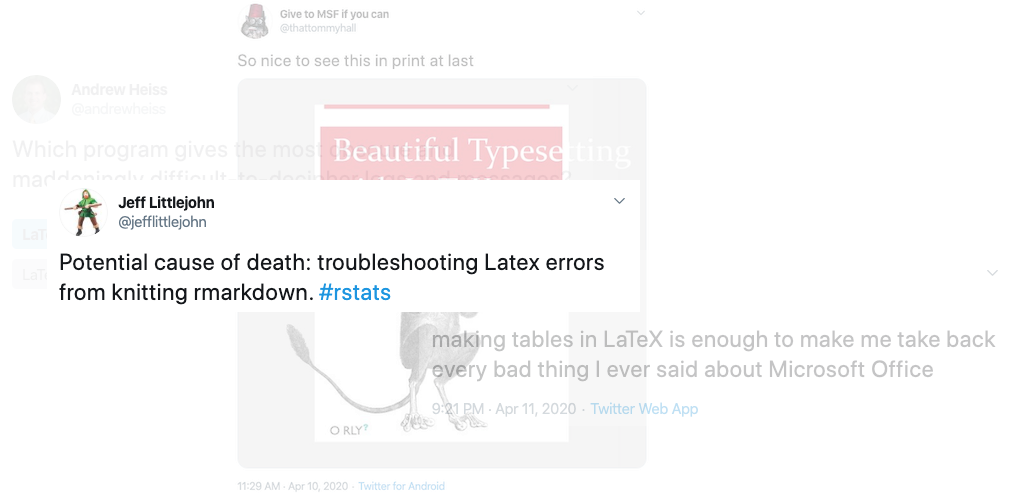 Give to MSF if you can
@thattommyhall
So nice to see this in print at last
Andrew Heiss
@andrewheiss
Which program gives the most
maddeningly difficult-to-decipher logs and messages?
Beautiful Typesetting
LaT
LaTe
Jeff Littlejohn
@jefflittlejohn
Potential cause of death: troubleshooting Latex errors
from knitting rmarkdown. #rstats
making tables in LaTeX is enough to make me take back
every bad thing I ever said about Microsoft Office
9:21 PM · Apr 11, 2020 · Twitter Web App
O RLY?
11:29 AM · Apr 10, 2020 · Twitter for Android